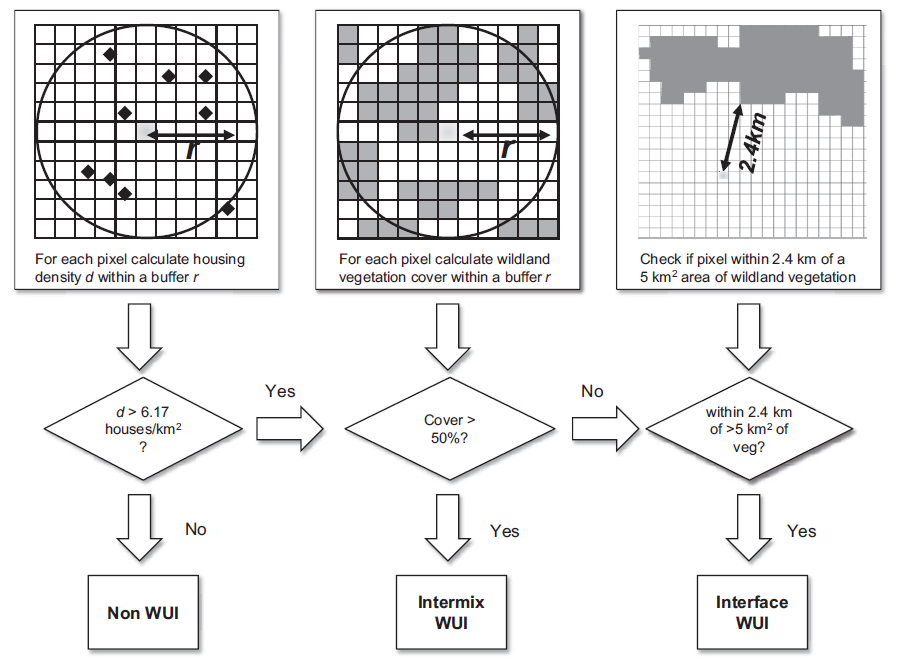 r
r
2.4km
For each pixel calculate housing
density d within a buffer r
For each pixel calculate wildland
vegetation cover within a buffer r
Check if pixel within 2.4 km of a
5 km² area of wildland vegetation
d > 6.17
houses/km²
?
Yes
Cover >
50%?
No
within 2.4 km
of >5 km² of
veg?
No
Yes
Yes
Non WUI
Intermix
WUI
Interface
WUI